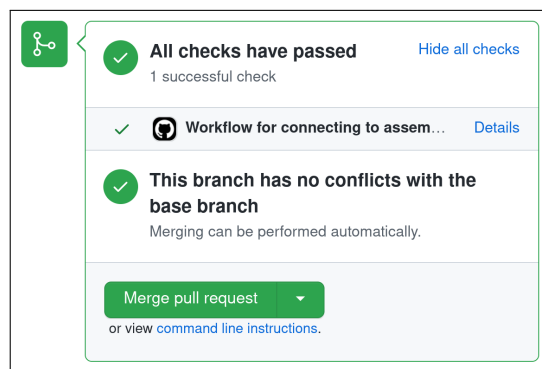 All checks have passed
Hide all checks
1 successful check
Workflow for connecting to assem...
Details
This branch has no conflicts with the
base branch
Merging can be performed automatically.
Merge pull request
or view command line instructions.